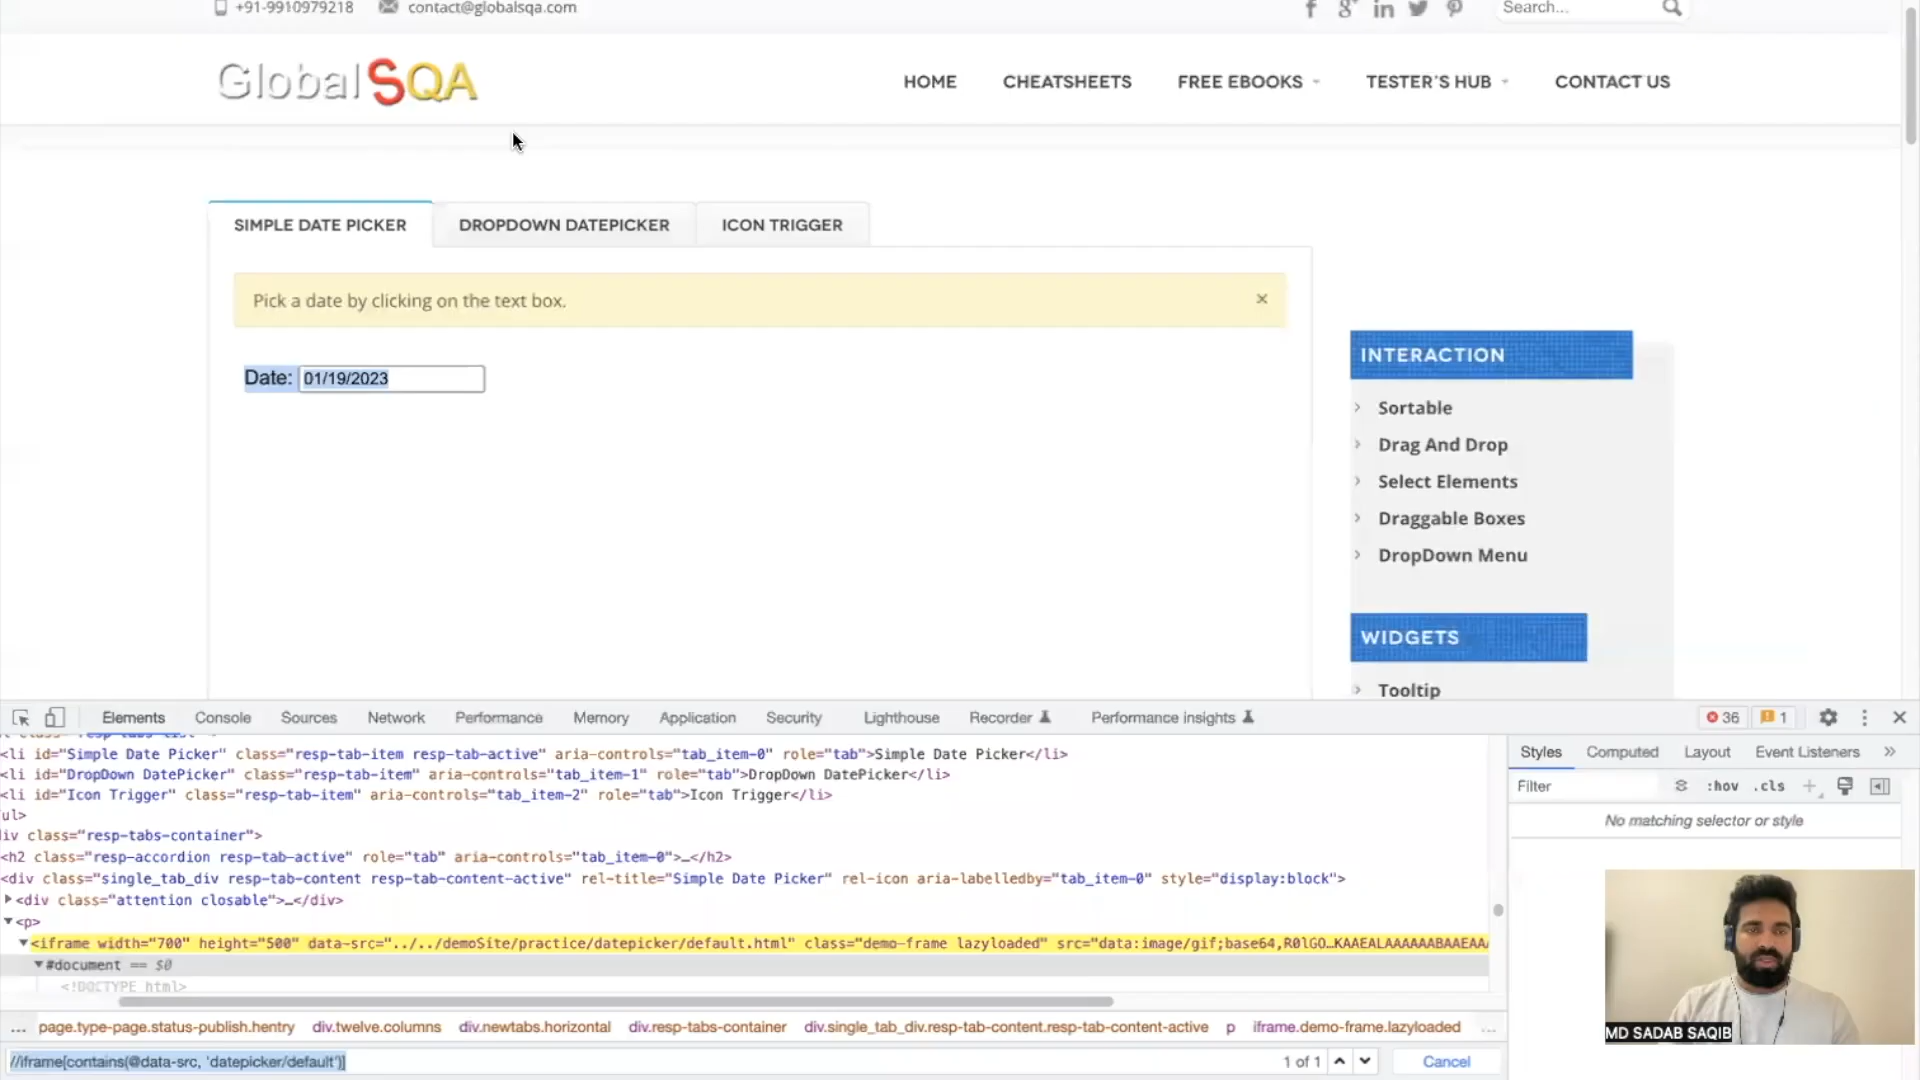 +91-9910979218 contact@globalsqa.com Search...
GlobalSQA
HOME CHEATSHEETS FREE EBOOKS TESTER'S HUB CONTACT US
SIMPLE DATE PICKER DROPDOWN DATEPICKER ICON TRIGGER
Pick a date by clicking on the text box. ×
Date: 01/19/2023
INTERACTION
Sortable
Drag And Drop
Select Elements
Draggable Boxes
DropDown Menu
WIDGETS
Tooltip
Elements Console Sources Network Performance Memory Application Security Lighthouse Recorder Performance insights 36 1
<li id="Simple Date Picker" class="resp-tab-item resp-tab-active" aria-controls="tab_item-0" role="tab">Simple Date Picker</li>
<li id="DropDown DatePicker" class="resp-tab-item" aria-controls="tab_item-1" role="tab">DropDown DatePicker</li>
<li id="Icon Trigger" class="resp-tab-item" aria-controls="tab_item-2" role="tab">Icon Trigger</li>
ul>
iv class="resp-tabs-container">
<h2 class="resp-accordion resp-tab-active" role="tab" aria-controls="tab_item-0">…</h2>
<div class="single_tab_div resp-tab-content resp-tab-content-active" rel-title="Simple Date Picker" rel-icon aria-labelledby="tab_item-0" style="display:block">
<div class="attention closable">…</div>
<p>
<iframe width="700" height="500" data-src="../../demoSite/practice/datepicker/default.html" class="demo-frame lazyloaded" src="data:image/gif;base64,R0lGO…KAAEALAAAAAABAAEAA
#document == $0
<!DOCTYPE html>
... page.type-page.status-publish.hentry div.twelve.columns div.newtabs.horizontal div.resp-tabs-container div.single_tab_div.resp-tab-content.resp-tab-content-active p iframe.demo-frame.lazyloaded ...
//iframe[contains(@data-src, 'datepicker/default')] 1 of 1 Cancel
Styles Computed Layout Event Listeners »
Filter :hov .cls +
No matching selector or style
MD SADAB SAQIB